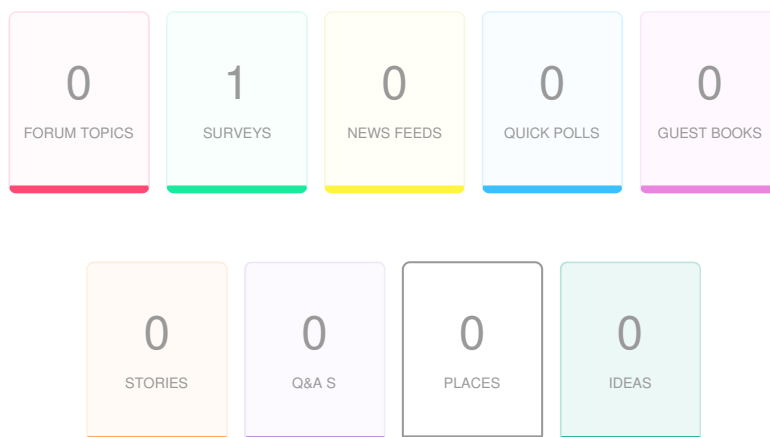 0 1 0 0 0
FORUM TOPICS SURVEYS NEWS FEEDS QUICK POLLS GUEST BOOKS
0 0 0 0
STORIES Q&A S PLACES IDEAS